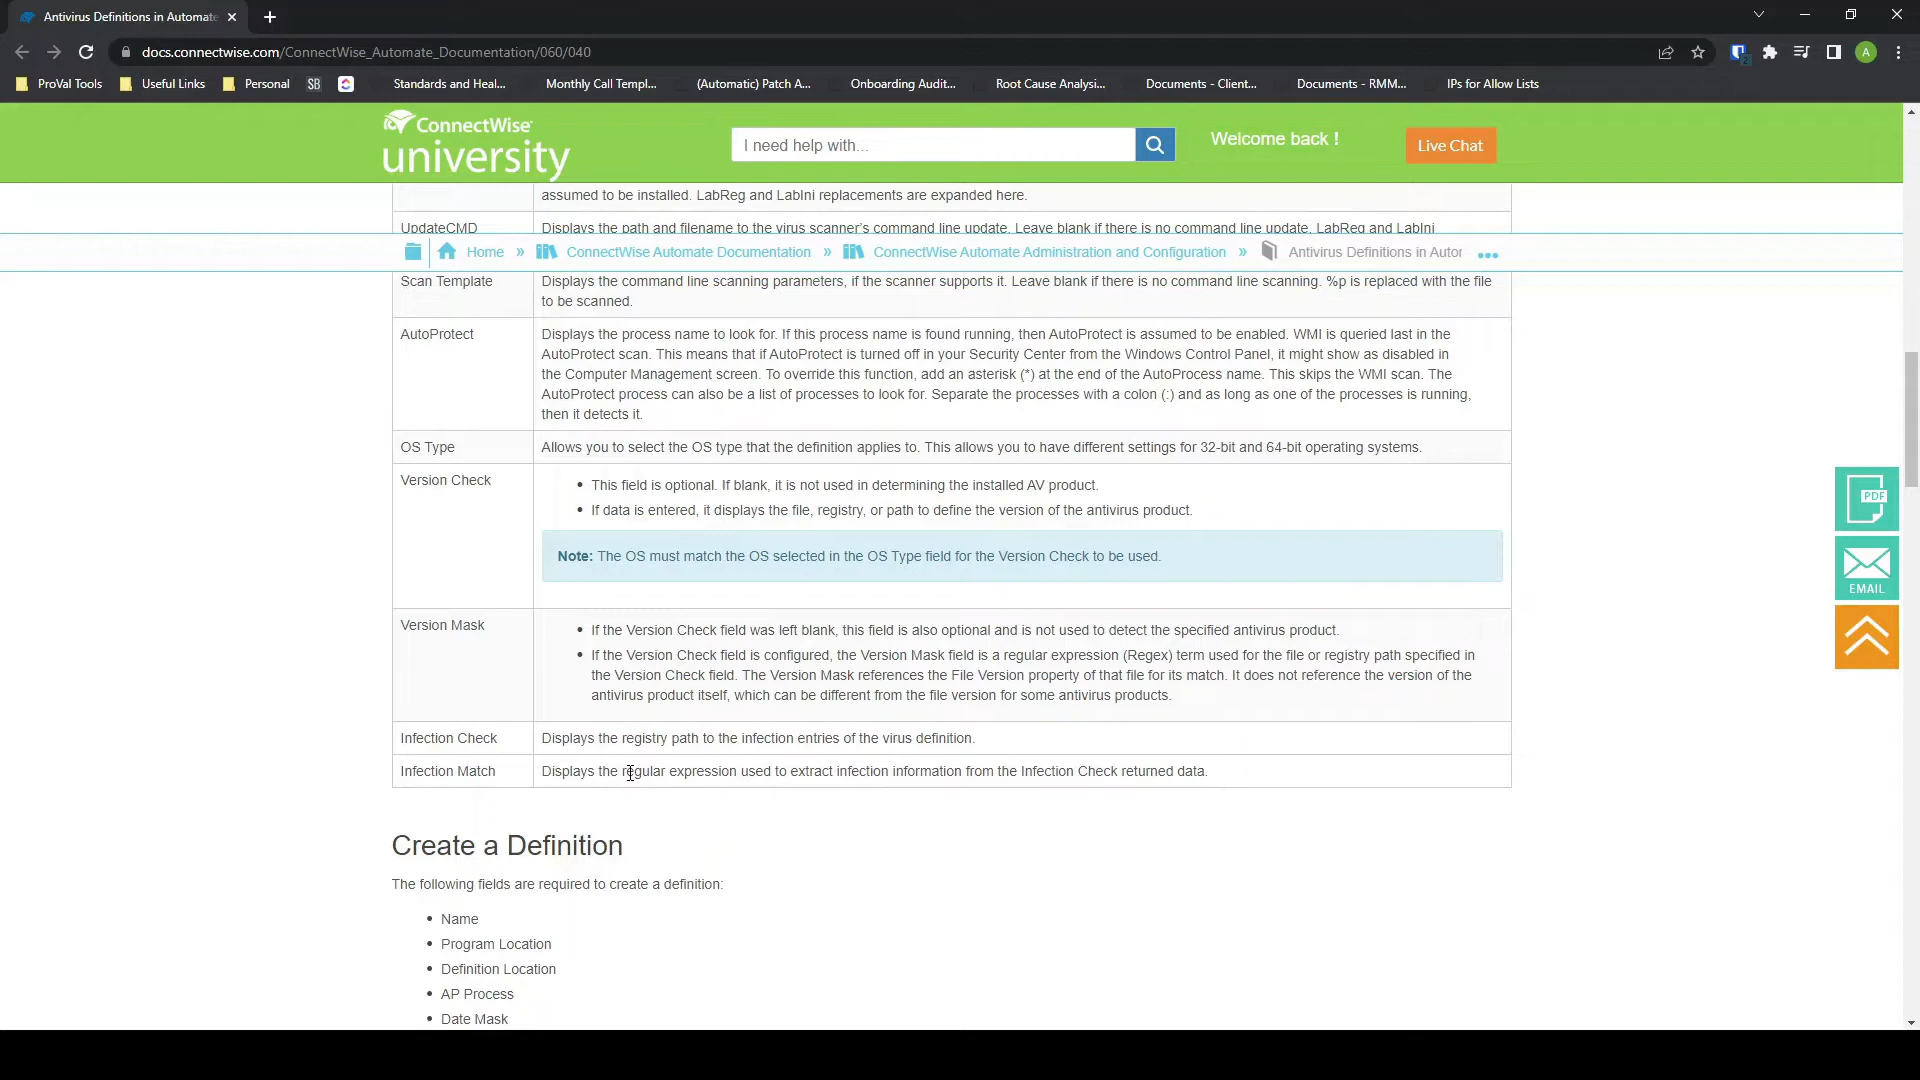 Antivirus Definitions in Automate
docs.connectwise.com/ConnectWise_Automate_Documentation/060/040
A
ProVal Tools
Useful Links
Personal
SB
Standards and Heal...
Monthly Call Templ...
(Automatic) Patch A...
Onboarding Audit...
Root Cause Analysi...
Documents - Client...
Documents - RMM...
IPs for Allow Lists
ConnectWise
university
I need help with...
Welcome back !
Live Chat
assumed to be installed. LabReg and LabIni replacements are expanded here.
UpdateCMD
Displays the path and filename to the virus scanner's command line update. Leave blank if there is no command line update. LabReg and LabIni
Home » ConnectWise Automate Documentation » ConnectWise Automate Administration and Configuration » Antivirus Definitions in Autor ...
Scan Template
Displays the command line scanning parameters, if the scanner supports it. Leave blank if there is no command line scanning. %p is replaced with the file
to be scanned.
AutoProtect
Displays the process name to look for. If this process name is found running, then AutoProtect is assumed to be enabled. WMI is queried last in the
AutoProtect scan. This means that if AutoProtect is turned off in your Security Center from the Windows Control Panel, it might show as disabled in
the Computer Management screen. To override this function, add an asterisk (*) at the end of the AutoProcess name. This skips the WMI scan. The
AutoProtect process can also be a list of processes to look for. Separate the processes with a colon (:) and as long as one of the processes is running,
then it detects it.
OS Type
Allows you to select the OS type that the definition applies to. This allows you to have different settings for 32-bit and 64-bit operating systems.
Version Check
• This field is optional. If blank, it is not used in determining the installed AV product.
• If data is entered, it displays the file, registry, or path to define the version of the antivirus product.
Note: The OS must match the OS selected in the OS Type field for the Version Check to be used.
Version Mask
• If the Version Check field was left blank, this field is also optional and is not used to detect the specified antivirus product.
• If the Version Check field is configured, the Version Mask field is a regular expression (Regex) term used for the file or registry path specified in
the Version Check field. The Version Mask references the File Version property of that file for its match. It does not reference the version of the
antivirus product itself, which can be different from the file version for some antivirus products.
Infection Check
Displays the registry path to the infection entries of the virus definition.
Infection Match
Displays the regular expression used to extract infection information from the Infection Check returned data.
PDF
EMAIL
Create a Definition
The following fields are required to create a definition:
• Name
• Program Location
• Definition Location
• AP Process
• Date Mask